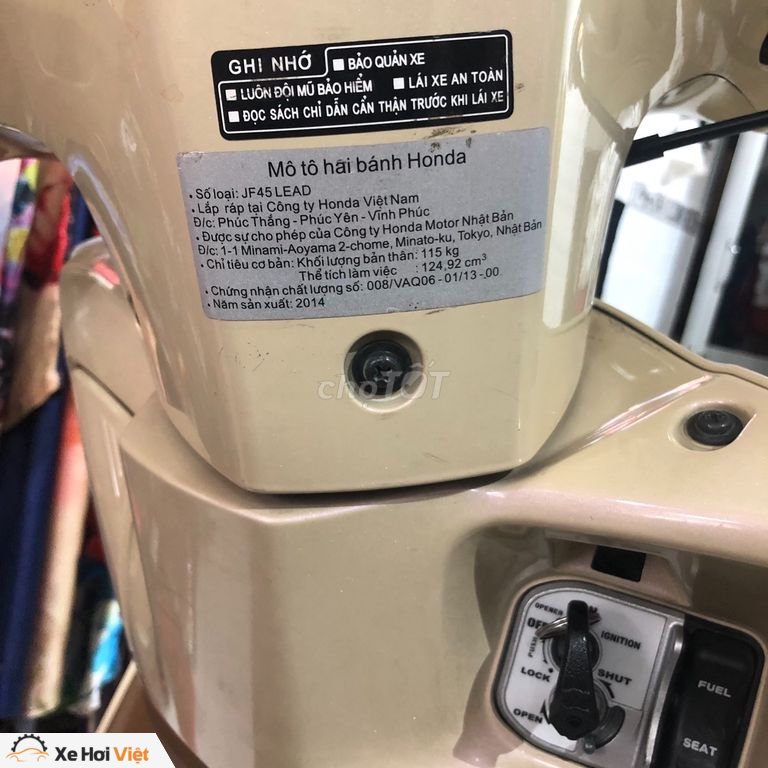 GHI NHỚ
BẢO QUẢN XE
LUÔN ĐỘI MŨ BẢO HIỂM
LÁI XE AN TOÀN
ĐỌC SÁCH CHỈ DẪN CẨN THẬN TRƯỚC KHI LÁI XE
Mô tô hai bánh Honda
Số loại: JF45 LEAD
Lắp ráp tại Công ty Honda Việt Nam
Đ/c: Phúc Thắng - Phúc Yên - Vĩnh Phúc
Được sự cho phép của Công ty Honda Motor Nhật Bản
Đ/c: 1-1 Minami-Aoyama 2-chome, Minato-ku, Tokyo, Nhật Bản
Chỉ tiêu cơ bản: Khối lượng bản thân: 115 kg
Thể tích làm việc : 124,92 cm³
Chứng nhận chất lượng số: 008/VAQ06 - 01/13 -.00.
Năm sản xuất: 2014
choTỐT
OPENER
IGNITION
PUSH
LOCK
SHUT
OPEN
FUEL
SEAT
Xe Hơi Việt